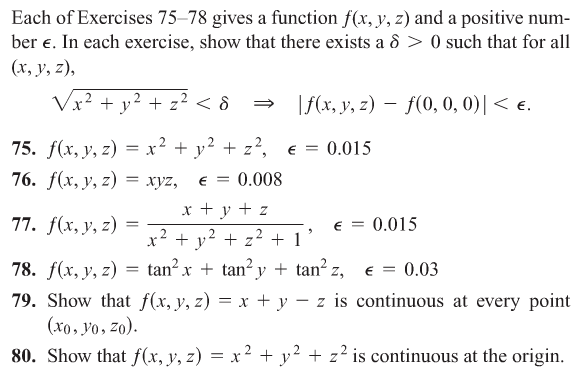 Each of Exercises 75–78 gives a function f(x, y, z) and a positive num-
ber ϵ. In each exercise, show that there exists a δ > 0 such that for all
(x, y, z),
√(x² + y² + z²) < δ ⇒ |f(x, y, z) − f(0, 0, 0)| < ϵ.
75. f(x, y, z) = x² + y² + z², ϵ = 0.015
76. f(x, y, z) = xyz, ϵ = 0.008
77. f(x, y, z) = (x + y + z)/(x² + y² + z² + 1), ϵ = 0.015
78. f(x, y, z) = tan² x + tan² y + tan² z, ϵ = 0.03
79. Show that f(x, y, z) = x + y − z is continuous at every point
(x₀, y₀, z₀).
80. Show that f(x, y, z) = x² + y² + z² is continuous at the origin.